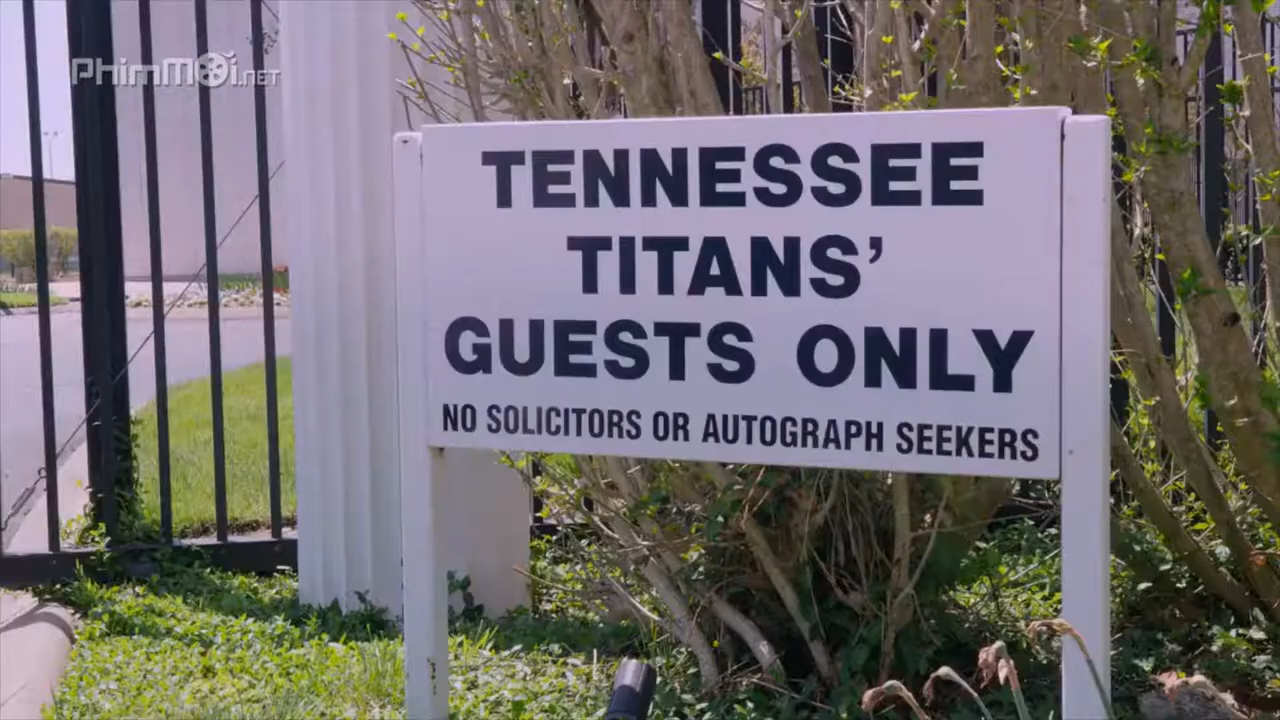 PhimMoi.NET
TENNESSEE
TITANS’
GUESTS ONLY
NO SOLICITORS OR AUTOGRAPH SEEKERS